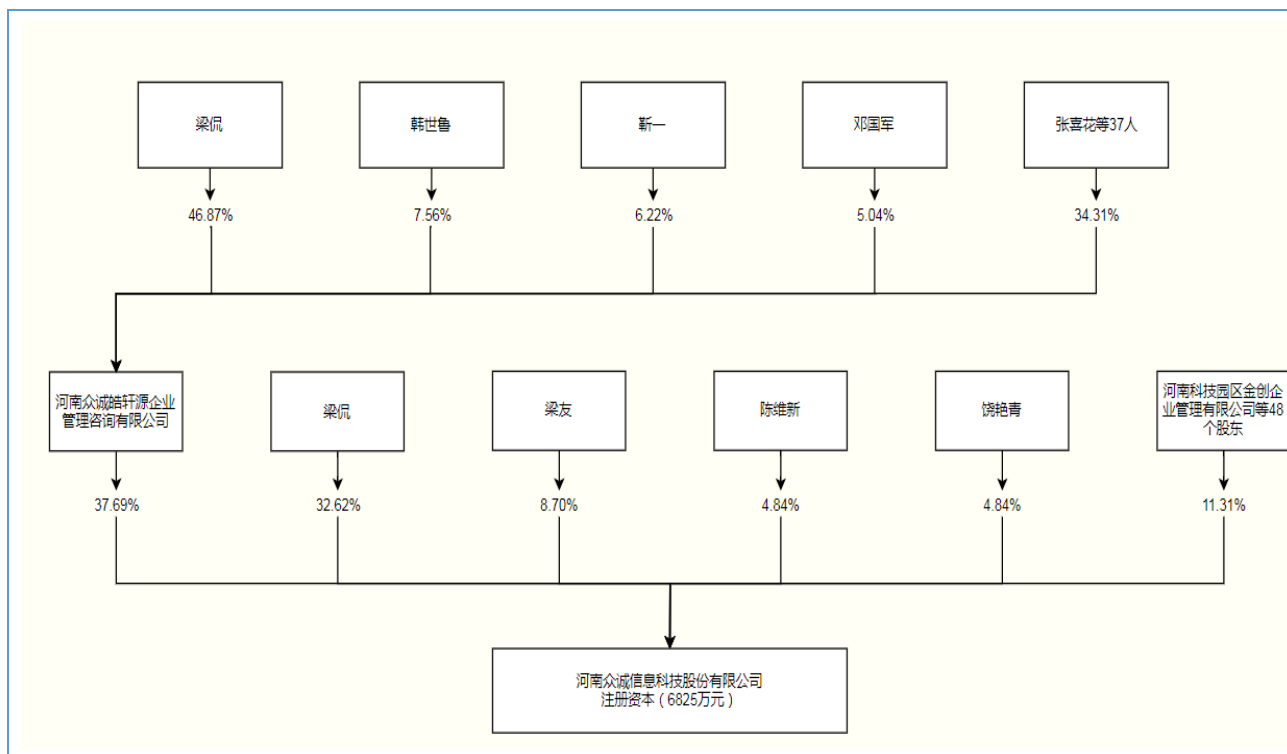 梁侃
韩世鲁
靳一
邓国军
张喜花等37人
46.87%
7.56%
6.22%
5.04%
34.31%
河南众诚皓轩源企业
管理咨询有限公司
梁侃
梁友
陈维新
饶艳青
河南科技园区金创企
业管理有限公司等48
个股东
37.69%
32.62%
8.70%
4.84%
4.84%
11.31%
河南众诚信息科技股份有限公司
注册资本（6825万元）